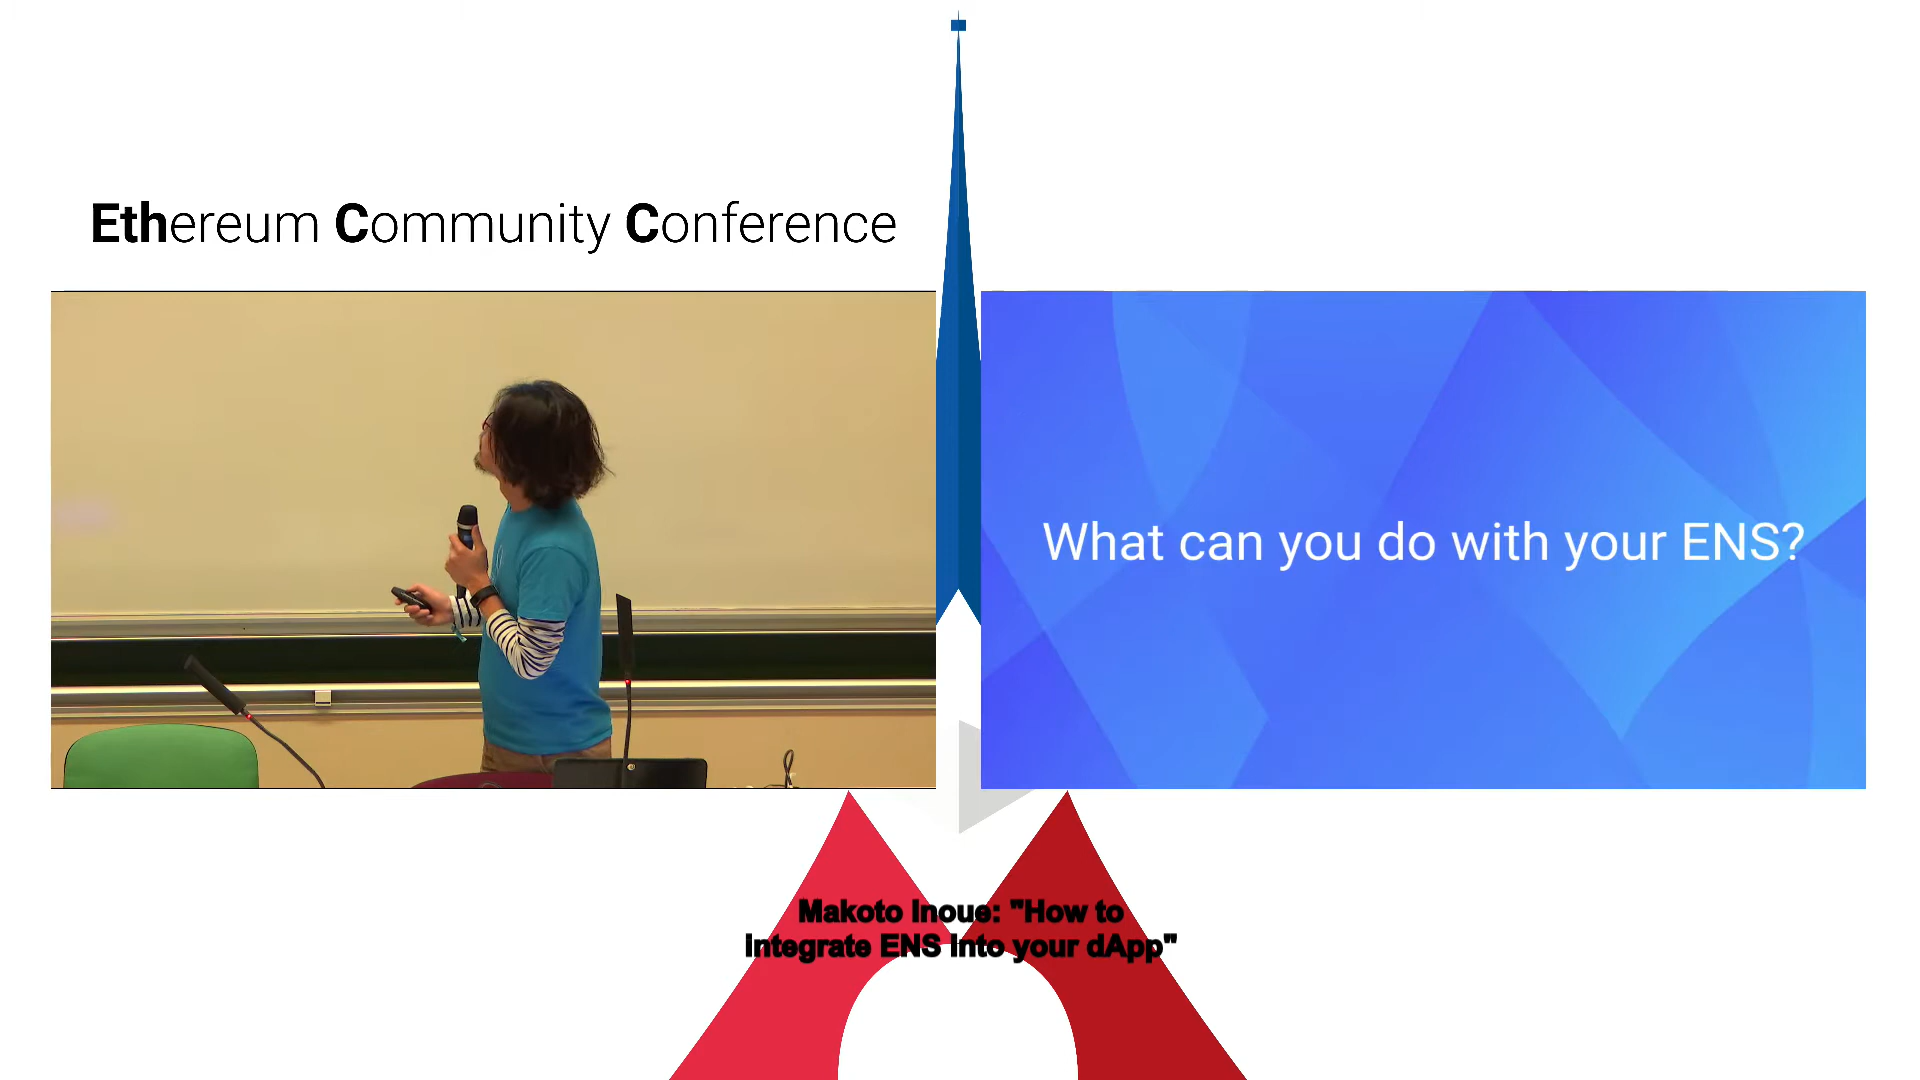 Ethereum Community Conference
What can you do with your ENS?
Makoto Inoue: "How to
Integrate ENS Into your dApp"